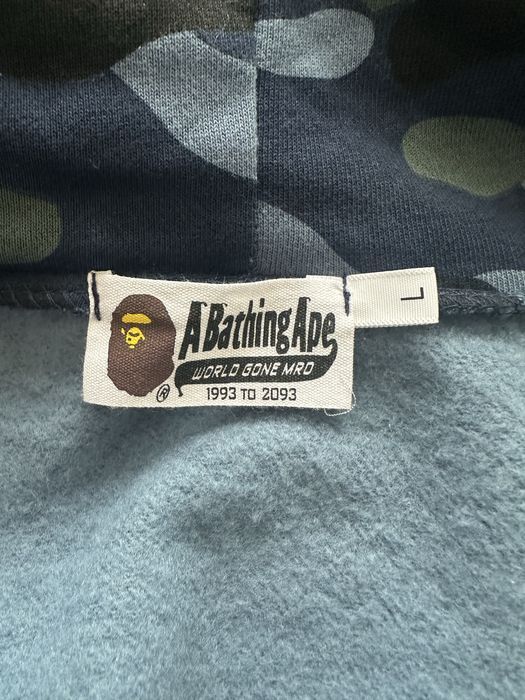 A Bathing Ape
WORLD GONE MAD
1993 TO 2093
®
L